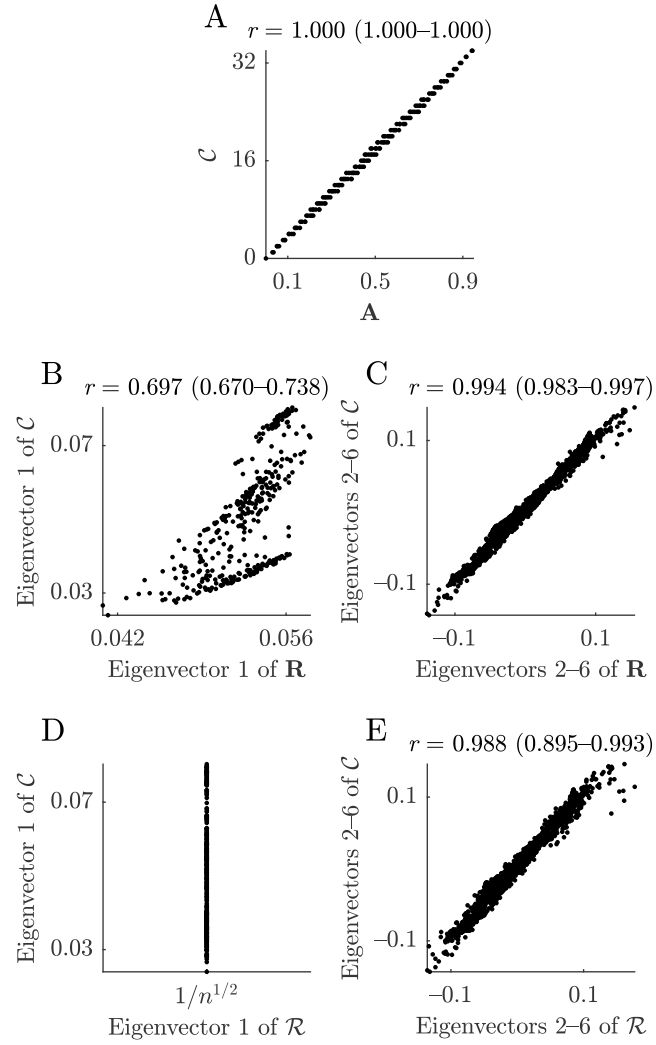 A
r = 1.000 (1.000–1.000)
32
16
0
𝒞
0.1 0.5 0.9
A
B
r = 0.697 (0.670–0.738)
0.07
0.03
Eigenvector 1 of 𝒞
0.042 0.056
Eigenvector 1 of R
C
r = 0.994 (0.983–0.997)
0.1
−0.1
Eigenvectors 2–6 of 𝒞
−0.1 0.1
Eigenvectors 2–6 of R
D
0.07
0.03
Eigenvector 1 of 𝒞
1/n^{1/2}
Eigenvector 1 of ℛ
E
r = 0.988 (0.895–0.993)
0.1
−0.1
Eigenvectors 2–6 of 𝒞
−0.1 0.1
Eigenvectors 2–6 of ℛ